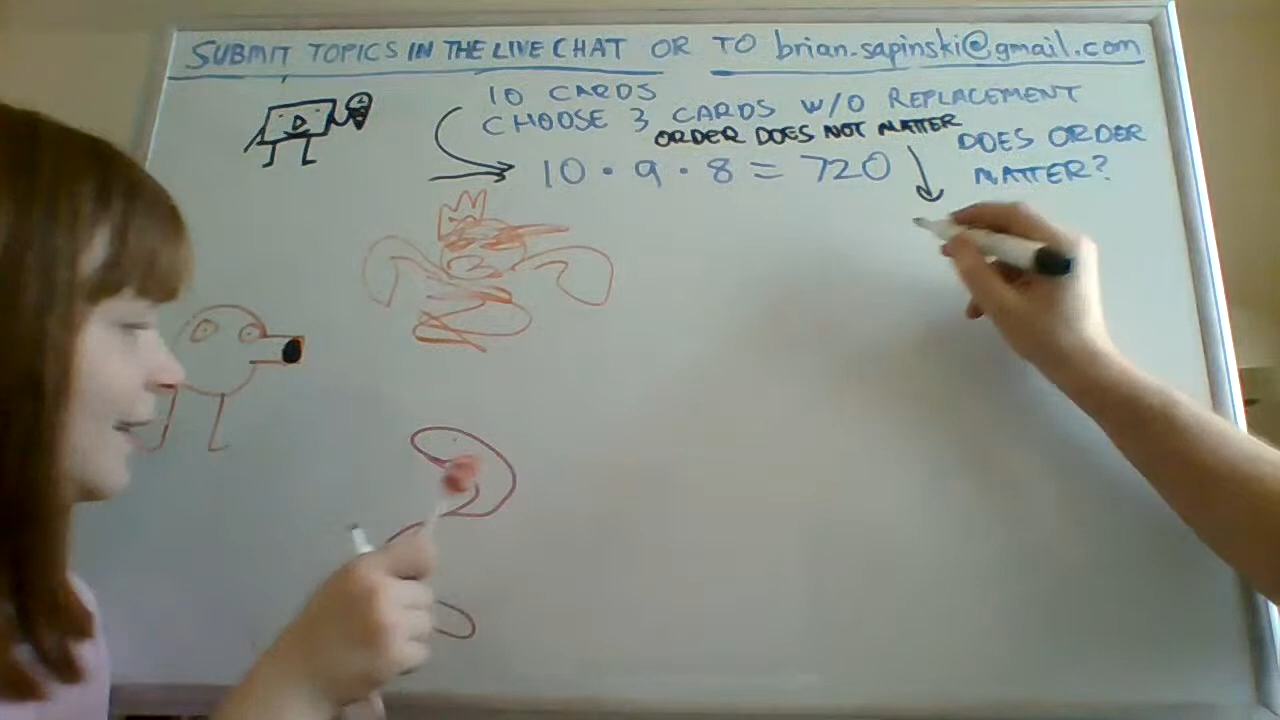 SUBMIT TOPICS IN THE LIVE CHAT OR TO brian.sapinski@gmail.com
10 CARDS
CHOOSE 3 CARDS W/O REPLACEMENT
ORDER DOES NOT MATTER
DOES ORDER
MATTER?
10 · 9 · 8 = 720